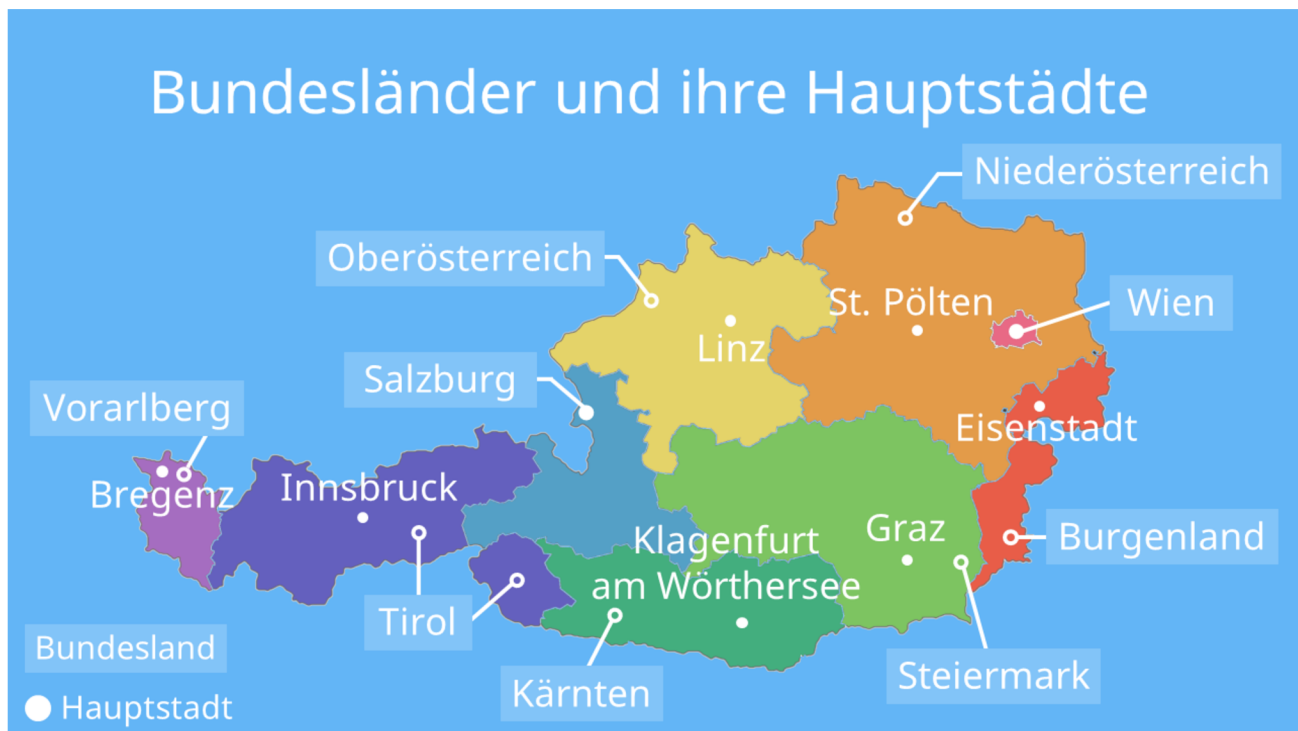 Bundesländer und ihre Hauptstädte
Niederösterreich
Oberösterreich
St. Pölten
Wien
Linz
Salzburg
Vorarlberg
Eisenstadt
Bregenz
Innsbruck
Klagenfurt
am Wörthersee
Graz
Burgenland
Tirol
Bundesland
Steiermark
Kärnten
Hauptstadt